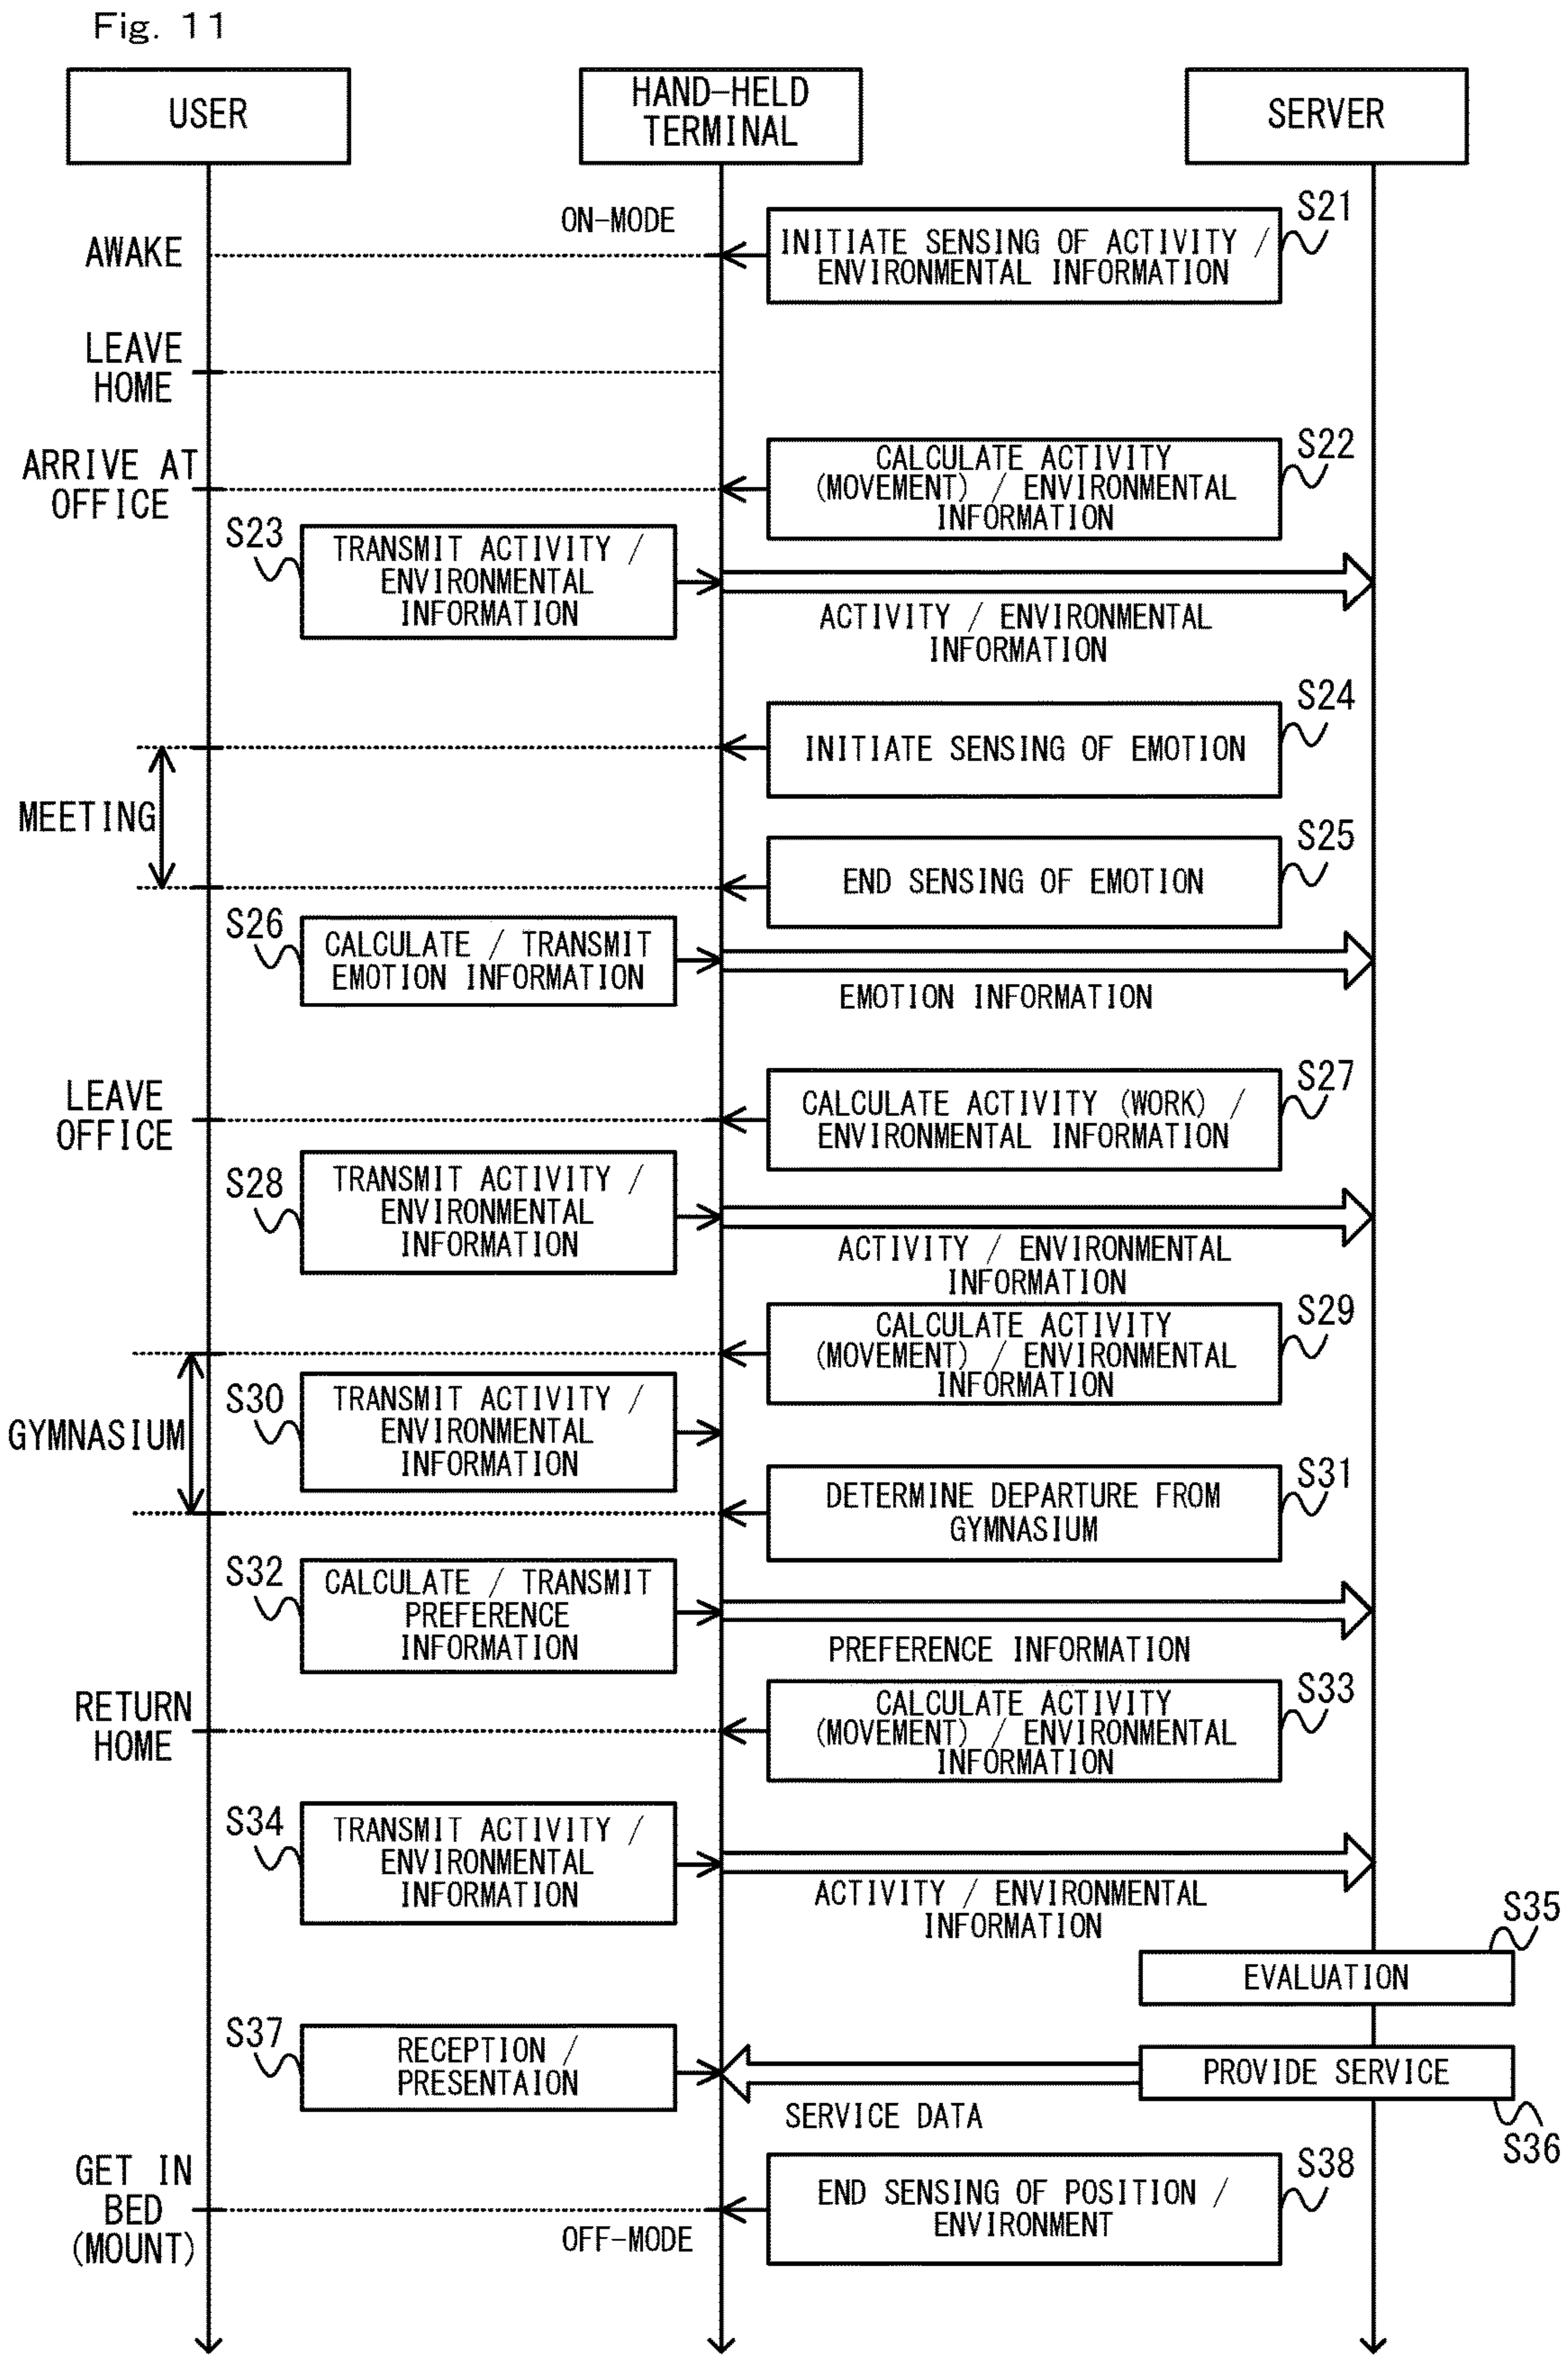 Fig. 11
USER
HAND-HELD
TERMINAL
SERVER
ON-MODE
S21
AWAKE
INITIATE SENSING OF ACTIVITY /
ENVIRONMENTAL INFORMATION
LEAVE
HOME
S22
ARRIVE AT
OFFICE
CALCULATE ACTIVITY
(MOVEMENT) / ENVIRONMENTAL
INFORMATION
S23
TRANSMIT ACTIVITY /
ENVIRONMENTAL
INFORMATION
ACTIVITY / ENVIRONMENTAL
INFORMATION
S24
INITIATE SENSING OF EMOTION
MEETING
S25
END SENSING OF EMOTION
S26
CALCULATE / TRANSMIT
EMOTION INFORMATION
EMOTION INFORMATION
S27
LEAVE
OFFICE
CALCULATE ACTIVITY (WORK) /
ENVIRONMENTAL INFORMATION
S28
TRANSMIT ACTIVITY /
ENVIRONMENTAL
INFORMATION
ACTIVITY / ENVIRONMENTAL
INFORMATION
S29
CALCULATE ACTIVITY
(MOVEMENT) / ENVIRONMENTAL
INFORMATION
S30
TRANSMIT ACTIVITY /
ENVIRONMENTAL
INFORMATION
GYMNASIUM
S31
DETERMINE DEPARTURE FROM
GYMNASIUM
S32
CALCULATE / TRANSMIT
PREFERENCE
INFORMATION
PREFERENCE INFORMATION
S33
RETURN
HOME
CALCULATE ACTIVITY
(MOVEMENT) / ENVIRONMENTAL
INFORMATION
S34
TRANSMIT ACTIVITY /
ENVIRONMENTAL
INFORMATION
ACTIVITY / ENVIRONMENTAL
INFORMATION
S35
EVALUATION
S37
RECEPTION /
PRESENTAION
PROVIDE SERVICE
SERVICE DATA
S36
S38
GET IN
BED
(MOUNT)
END SENSING OF POSITION /
ENVIRONMENT
OFF-MODE